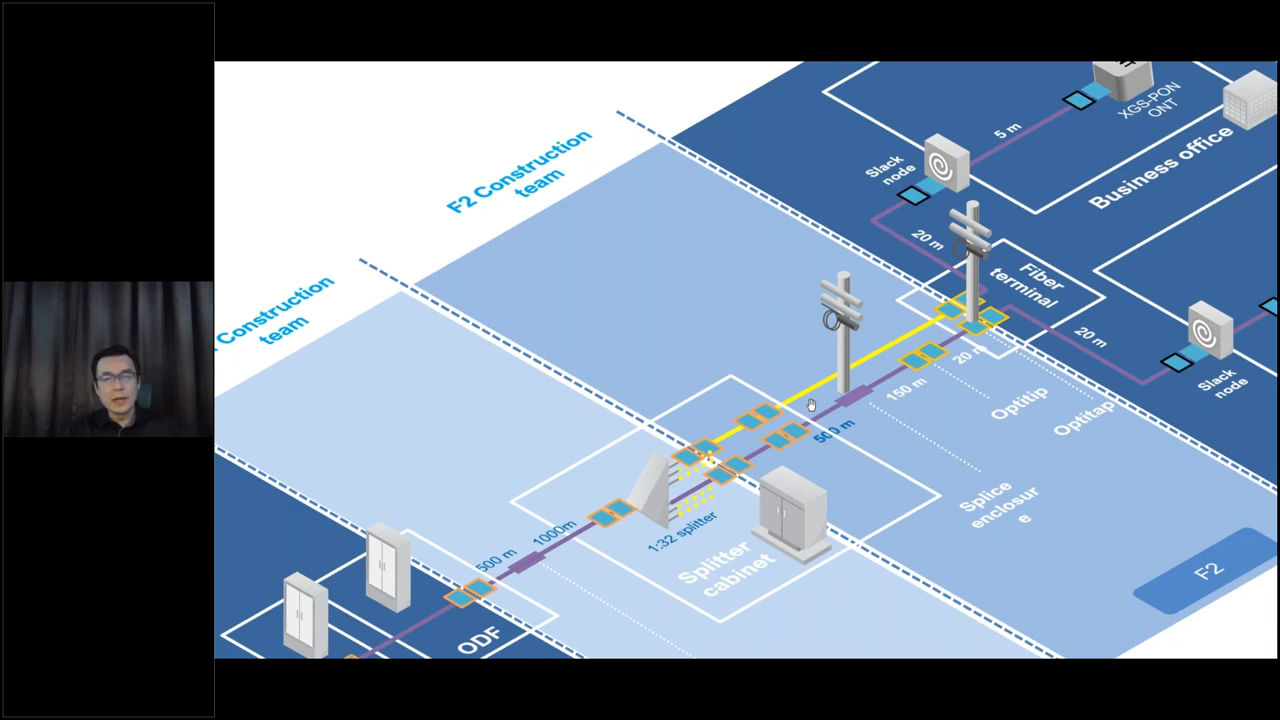 XGS-PON
ONT
5 m
Business office
Slack
node
20 m
F2 Construction
team
Fiber
terminal
20 m
Construction
team
Slack
node
20 m
150 m
Optitip
Optitap
500 m
Splice
enclosur
e
1:32 splitter
Splitter
cabinet
1000m
500 m
F2
ODF